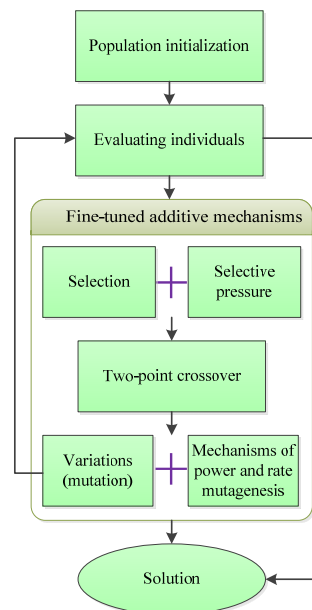 Population initialization
Evaluating individuals
Fine-tuned additive mechanisms
Selection
Selective
pressure
Two-point crossover
Variations
(mutation)
Mechanisms of
power and rate
mutagenesis
Solution